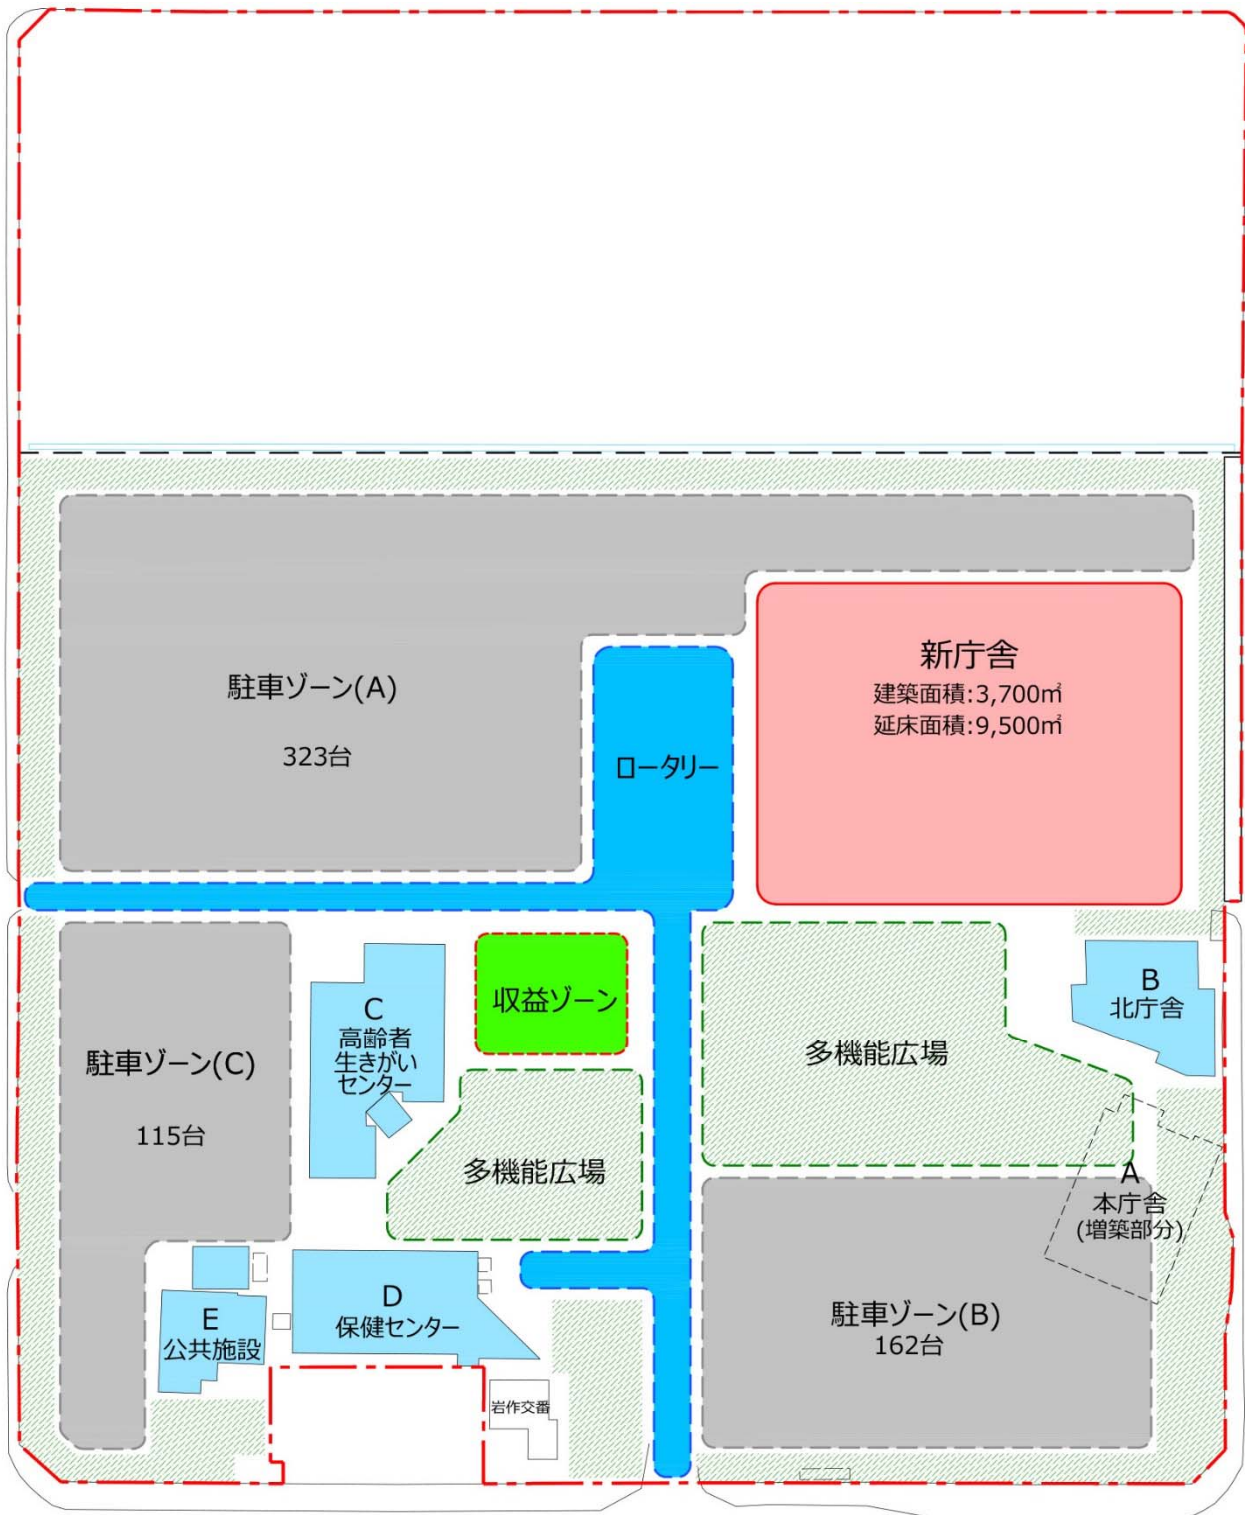 新庁舎
建築面積:3,700㎡
延床面積:9,500㎡
駐車ゾーン(A)
323台
ロータリー
B
北庁舎
C
高齢者
生きがい
センター
収益ゾーン
多機能広場
駐車ゾーン(C)
115台
多機能広場
A
本庁舎
(増築部分)
D
保健センター
E
公共施設
駐車ゾーン(B)
162台
岩作交番